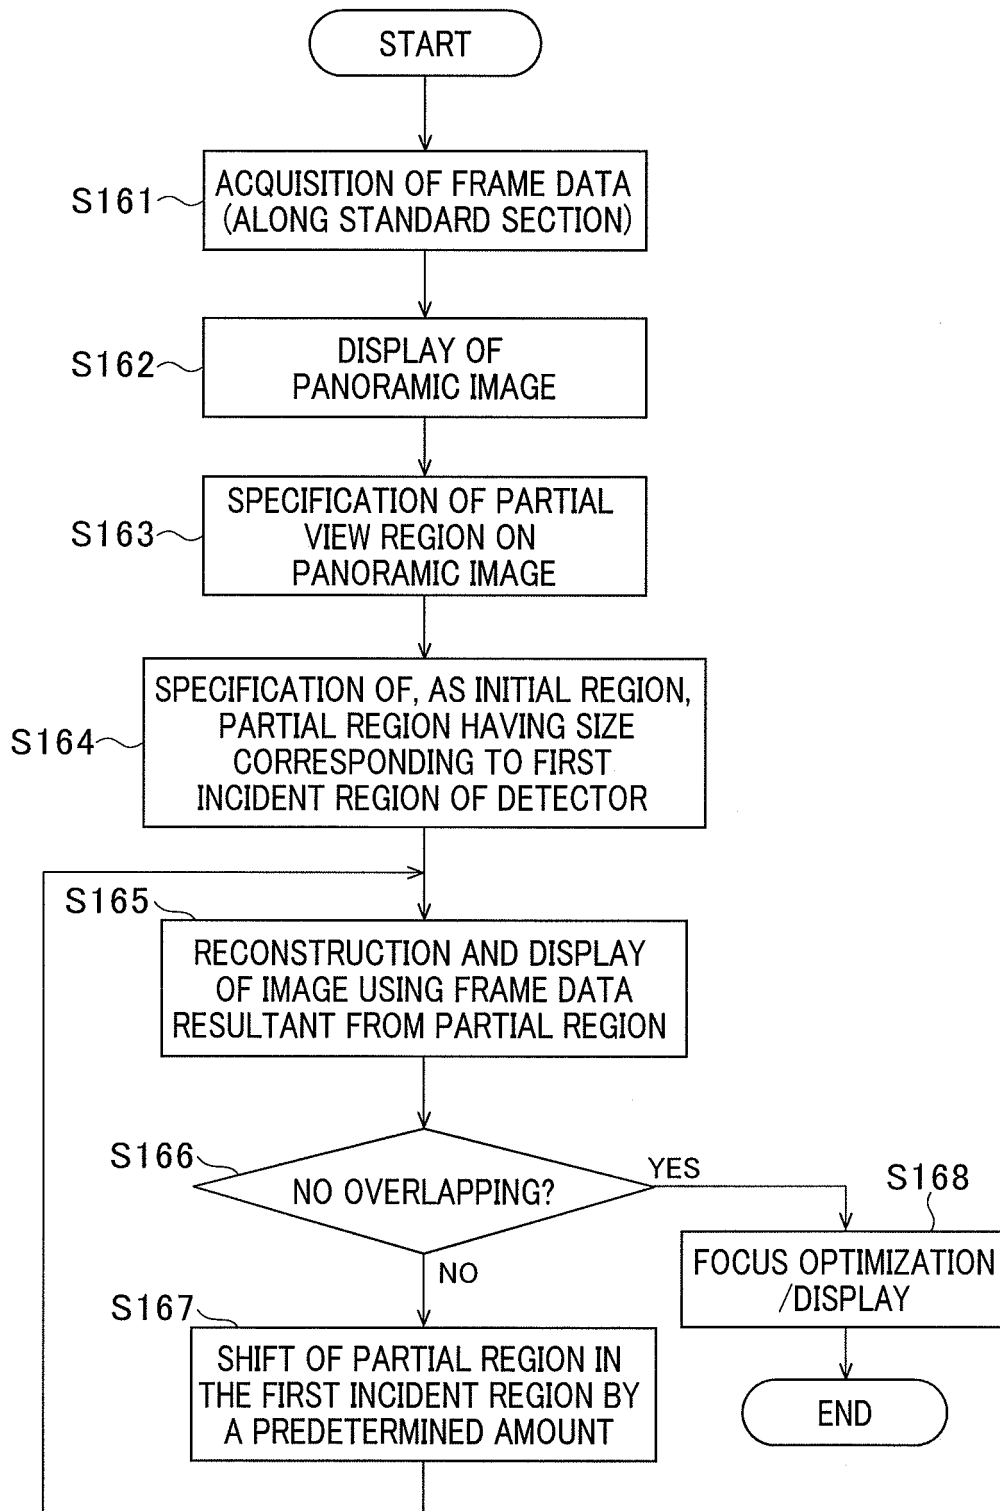 START
S161
ACQUISITION OF FRAME DATA
(ALONG STANDARD SECTION)
S162
DISPLAY OF
PANORAMIC IMAGE
S163
SPECIFICATION OF PARTIAL
VIEW REGION ON
PANORAMIC IMAGE
S164
SPECIFICATION OF, AS INITIAL REGION,
PARTIAL REGION HAVING SIZE
CORRESPONDING TO FIRST
INCIDENT REGION OF DETECTOR
S165
RECONSTRUCTION AND DISPLAY
OF IMAGE USING FRAME DATA
RESULTANT FROM PARTIAL REGION
S166
NO OVERLAPPING?
YES
NO
S168
FOCUS OPTIMIZATION
/DISPLAY
S167
SHIFT OF PARTIAL REGION IN
THE FIRST INCIDENT REGION BY
A PREDETERMINED AMOUNT
END